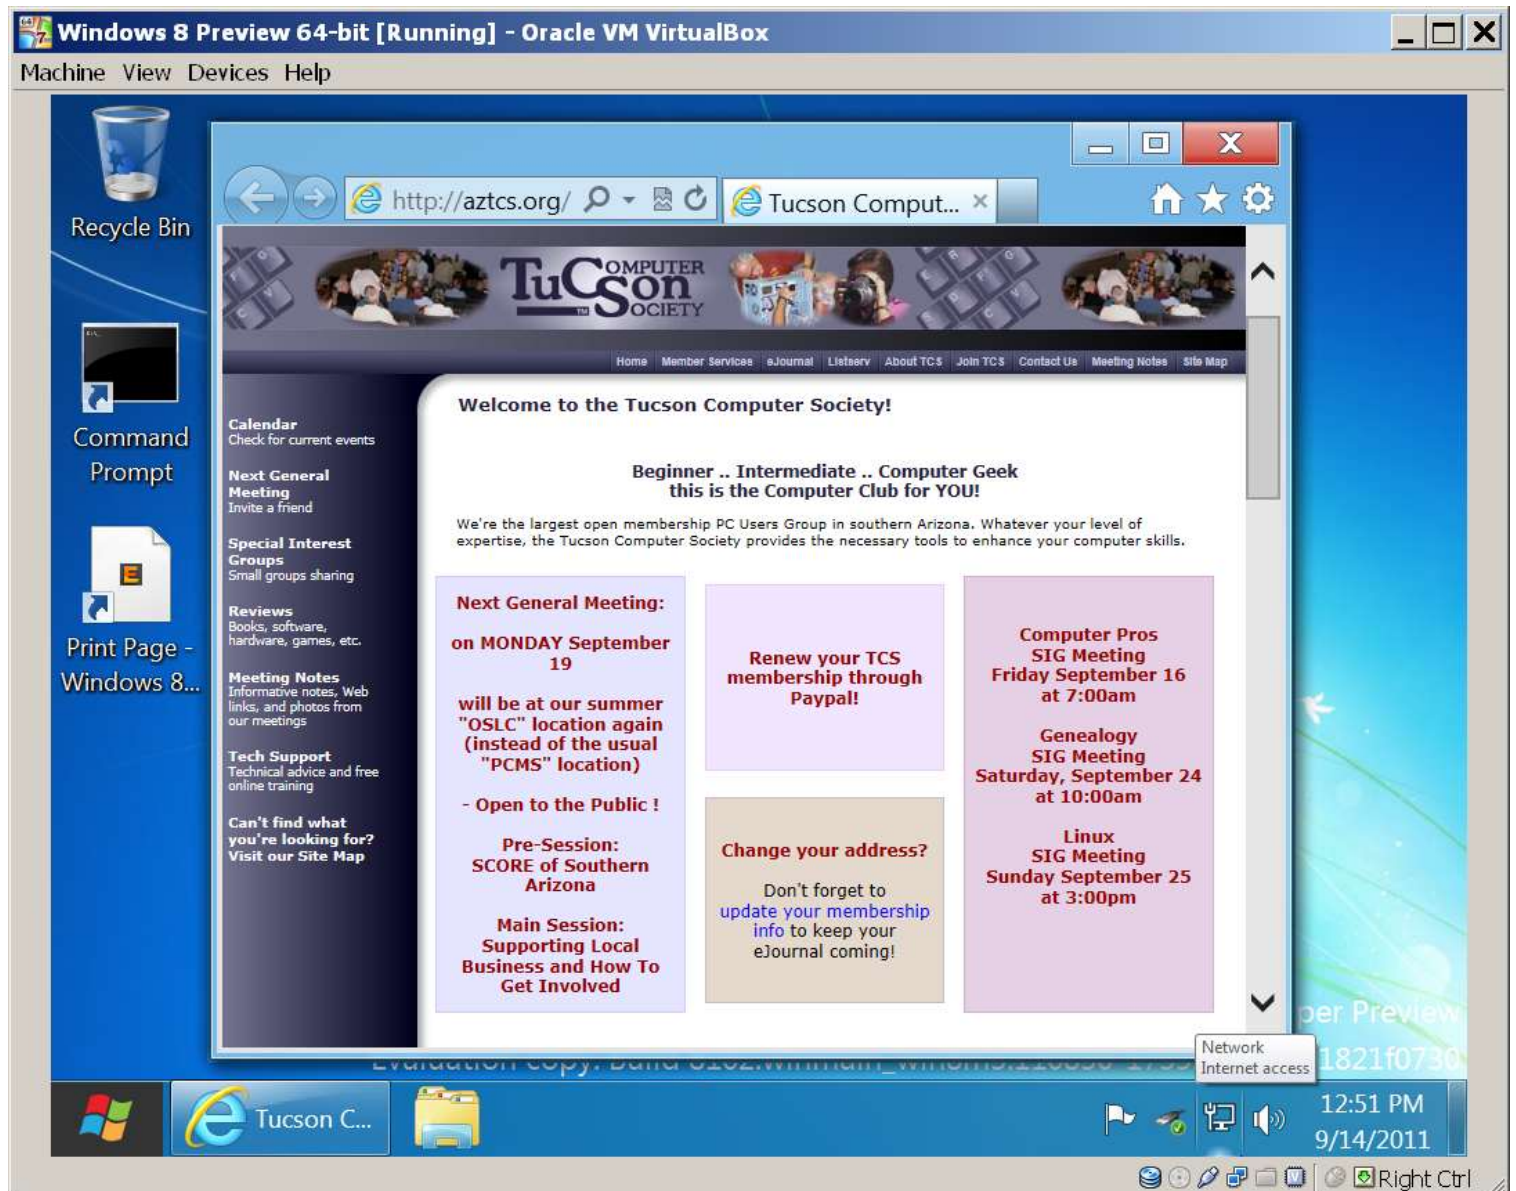 Windows 8 Preview 64-bit [Running] - Oracle VM VirtualBox
Machine View Devices Help
Recycle Bin
Command
Prompt
Print Page -
Windows 8...
http://aztcs.org/
Tucson Comput...
TuCson
COMPUTER
SOCIETY
TM
Home Member Services eJournal Listserv About TCS Join TCS Contact Us Meeting Notes Site Map
Calendar
Check for current events
Next General
Meeting
Invite a friend
Special Interest
Groups
Small groups sharing
Reviews
Books, software,
hardware, games, etc.
Meeting Notes
Informative notes, Web
links, and photos from
our meetings
Tech Support
Technical advice and free
online training
Can't find what
you're looking for?
Visit our Site Map
Welcome to the Tucson Computer Society!
Beginner .. Intermediate .. Computer Geek
this is the Computer Club for YOU!
We're the largest open membership PC Users Group in southern Arizona. Whatever your level of
expertise, the Tucson Computer Society provides the necessary tools to enhance your computer skills.
Next General Meeting:
on MONDAY September
19
will be at our summer
"OSLC" location again
(instead of the usual
"PCMS" location)
- Open to the Public !
Pre-Session:
SCORE of Southern
Arizona
Main Session:
Supporting Local
Business and How To
Get Involved
Renew your TCS
membership through
Paypal!
Change your address?
Don't forget to
update your membership
info to keep your
eJournal coming!
Computer Pros
SIG Meeting
Friday September 16
at 7:00am
Genealogy
SIG Meeting
Saturday, September 24
at 10:00am
Linux
SIG Meeting
Sunday September 25
at 3:00pm
per Preview
Evaluation copy. Build 8102.winmain_win8m3.110830-1739
1821f0730
Network
Internet access
Tucson C...
12:51 PM
9/14/2011
Right Ctrl